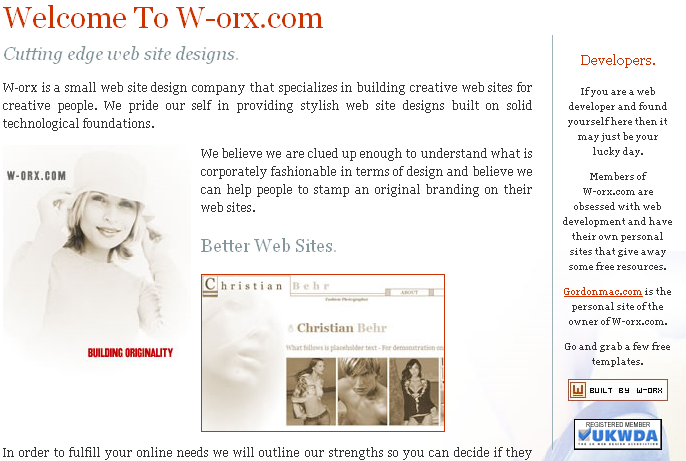 Welcome To W-orx.com
Cutting edge web site designs.
W-orx is a small web site design company that specializes in building creative web sites for
creative people. We pride our self in providing stylish web site designs built on solid
technological foundations.
W-ORX.COM
BUILDING ORIGINALITY
We believe we are clued up enough to understand what is
corporately fashionable in terms of design and believe we
can help people to stamp an original branding on their
web sites.
Better Web Sites.
Christian Behr
Fashion Photographer
ABOUT
Christian Behr
What follows is placeholder text - For demonstration on
In order to fulfill your online needs we will outline our strengths so you can decide if they
Developers.
If you are a web
developer and found
yourself here then it
may just be your
lucky day.
Members of
W-orx.com are
obsessed with web
development and have
their own personal
sites that give away
some free resources.
Gordonmac.com is the
personal site of the
owner of W-orx.com.
Go and grab a few free
templates.
W BUILT BY W-ORX
REGISTERED MEMBER
UKWDA
THE UK WEB DESIGN ASSOCIATION